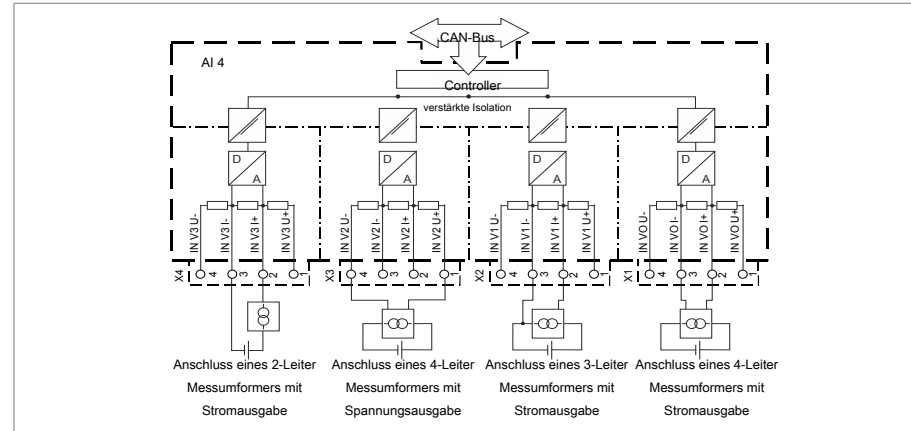 CAN-Bus
AI 4
Controller
verstärkte Isolation
D
A
D
A
D
A
D
A
IN V3 U-
IN V3 I-
IN V3 I+
IN V3 U+
IN V2 U-
IN V2 I-
IN V2 I+
IN V2 U+
IN V1 U-
IN V1 I-
IN V1 I+
IN V1 U+
IN VO U-
IN VO I-
IN VO I+
IN VO U+
X4
4
3
2
1
X3
4
3
2
1
X2
4
3
2
1
X1
4
3
2
1
Anschluss eines 2-Leiter
Messumformers mit
Stromausgabe
Anschluss eines 4-Leiter
Messumformers mit
Spannungsausgabe
Anschluss eines 3-Leiter
Messumformers mit
Stromausgabe
Anschluss eines 4-Leiter
Messumformers mit
Stromausgabe